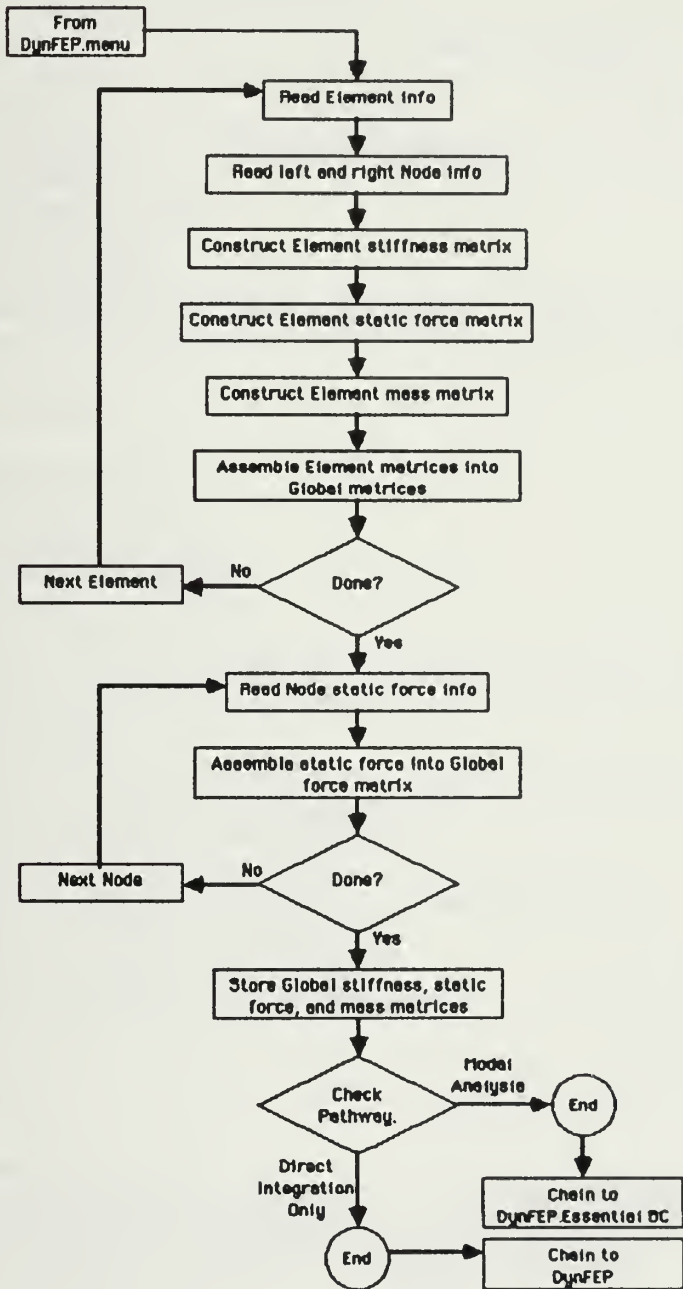 From
DynFEP.menu
Read Element info
Read left and right Node info
Construct Element stiffness matrix
Construct Element static force matrix
Construct Element mass matrix
Assemble Element matrices into
Global matrices
Next Element
No
Done?
Yes
Read Node static force info
Assemble static force into Global
force matrix
Next Node
No
Done?
Yes
Store Global stiffness, static
force, and mass matrices
Modal
Analysis
Check
Pathway.
End
Direct
Integration
Only
Chain to
DynFEP.Essential BC
End
Chain to
DynFEP